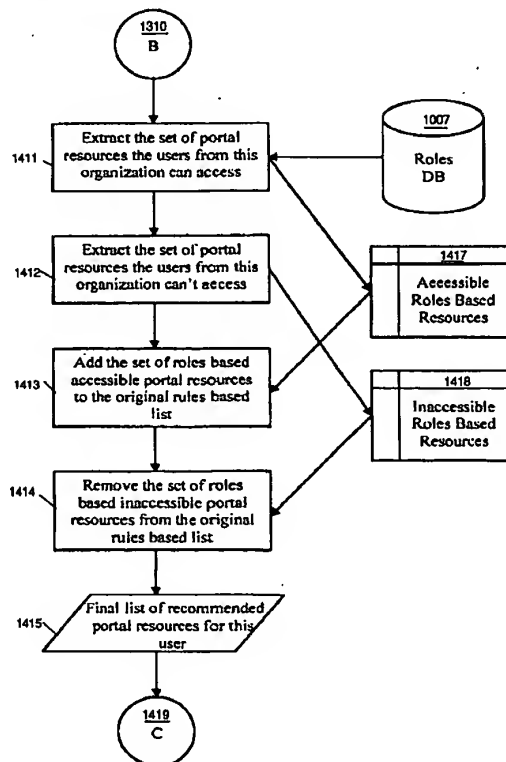 1310
B
1411
Extract the set of portal
resources the users from this
organization can access
1007
Roles
DB
1412
Extract the set of portal
resources the users from this
organization can't access
1417
Accessible
Roles Based
Resources
1413
Add the set of roles based
accessible portal resources
to the original rules based
list
1418
Inaccessible
Roles Based
Resources
1414
Remove the set of roles
based inaccessible portal
resources from the original
rules based list
1415
Final list of recommended
portal resources for this
user
1419
C